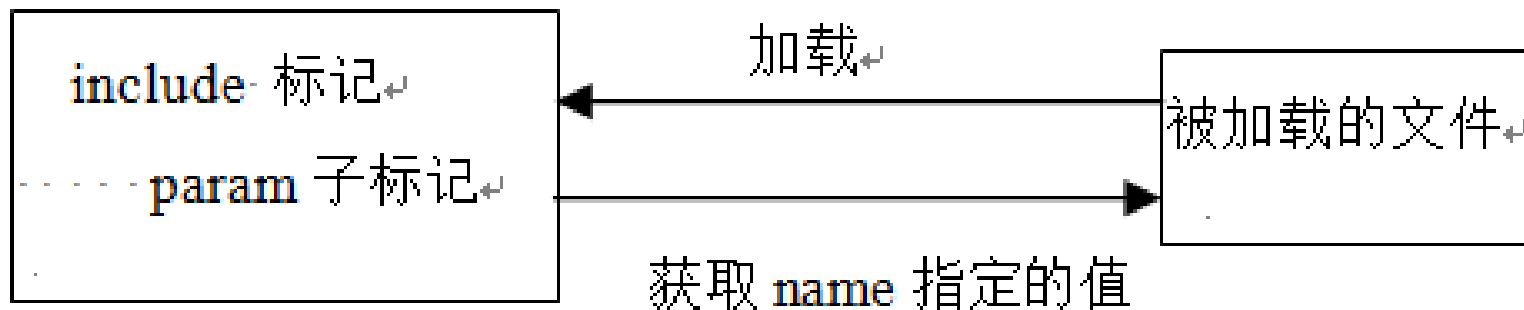 include 标记
param 子标记
加载
被加载的文件
获取 name 指定的值